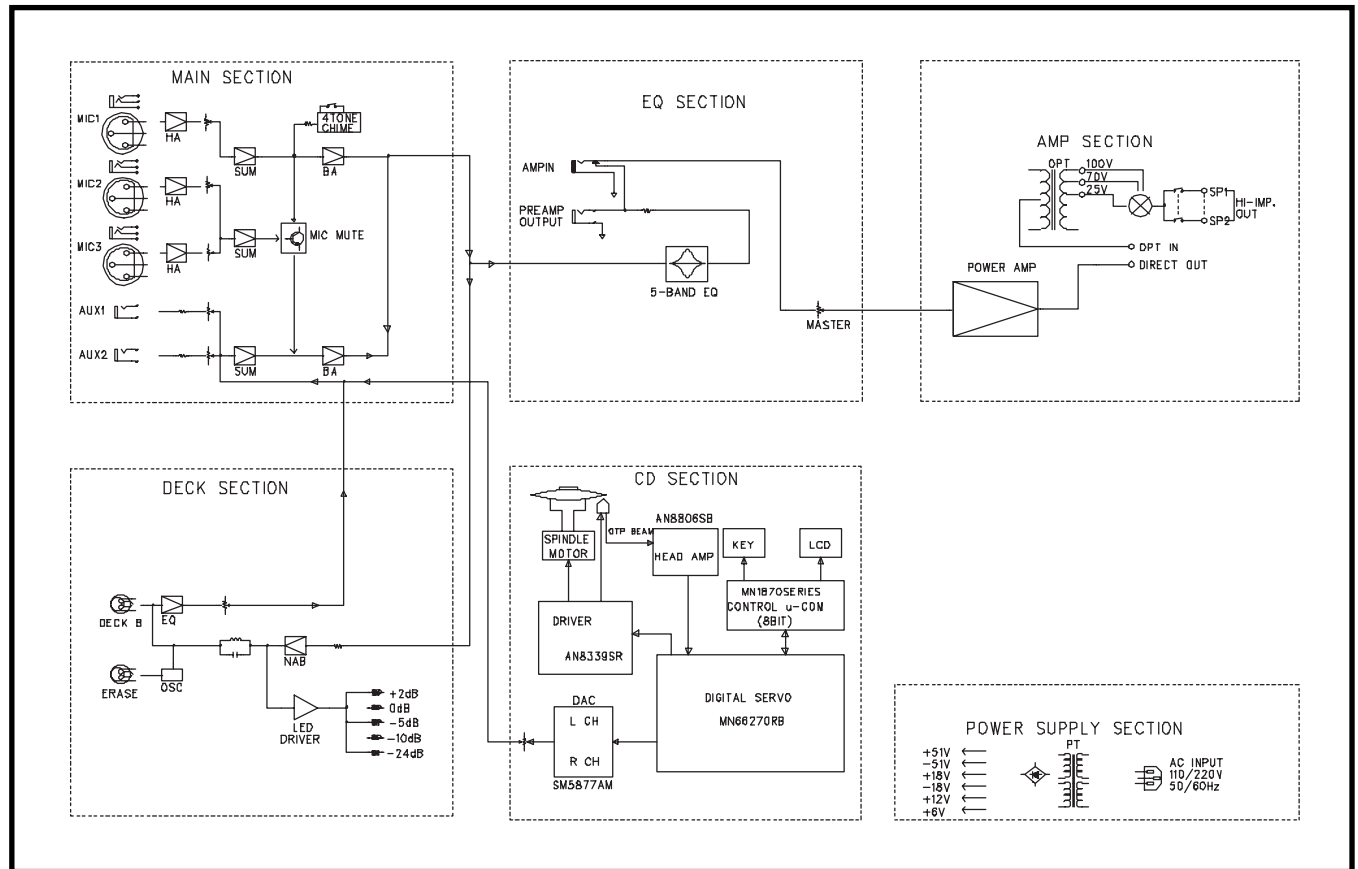 MAIN SECTION
MIC1
HA
4TONE
CHIME
SUM
BA
MIC2
HA
MIC MUTE
SUM
MIC3
HA
AUX1
AUX2
SUM
BA
EQ SECTION
AMPIN
PREAMP
OUTPUT
5-BAND EQ
MASTER
AMP SECTION
OPT
100V
70V
25V
SP1
HI-IMP.
OUT
SP2
OPT IN
DIRECT OUT
POWER AMP
DECK SECTION
DECK B
EQ
NAB
ERASE
OSC
LED
DRIVER
+2dB
0dB
-5dB
-10dB
-24dB
CD SECTION
SPINDLE
MOTOR
OTP BEAM
AN8806SB
HEAD AMP
KEY
LCD
MN1870SERIES
CONTROL u-COM
(8BIT)
DRIVER
AN8339SR
DIGITAL SERVO
MN66270RB
DAC
L CH
R CH
SM5877AM
POWER SUPPLY SECTION
PT
+51V
-51V
+18V
-18V
+12V
+6V
AC INPUT
110/220V
50/60Hz